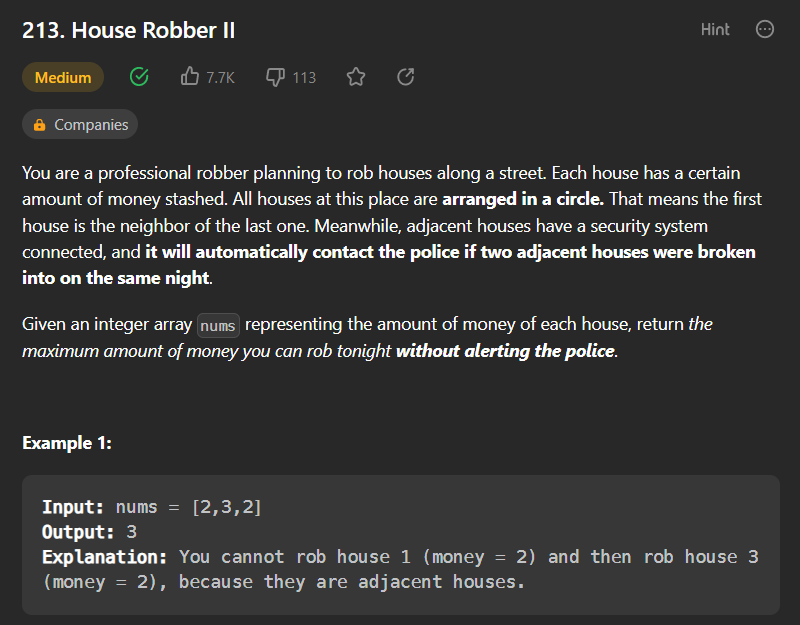 213. House Robber II
Hint
Medium
7.7K
113
Companies
You are a professional robber planning to rob houses along a street. Each house has a certain
amount of money stashed. All houses at this place are arranged in a circle. That means the first
house is the neighbor of the last one. Meanwhile, adjacent houses have a security system
connected, and it will automatically contact the police if two adjacent houses were broken
into on the same night.
Given an integer array nums representing the amount of money of each house, return the
maximum amount of money you can rob tonight without alerting the police.
Example 1:
Input: nums = [2,3,2]
Output: 3
Explanation: You cannot rob house 1 (money = 2) and then rob house 3
(money = 2), because they are adjacent houses.